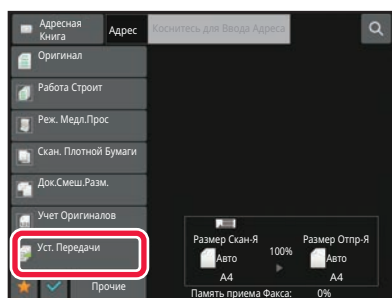 Адресная
Книга
Адрес
Коснитесь для Ввода Адреса
Оригинал
Работа Строит
Реж. Медл.Прос
Скан. Плотной Бумаги
Док.Смеш.Разм.
Учет Оригиналов
Уст. Передачи
Прочие
Размер Скан-Я
100%
Размер Отпр-Я
Авто
Авто
A4
A4
Память приема Факса: 0%